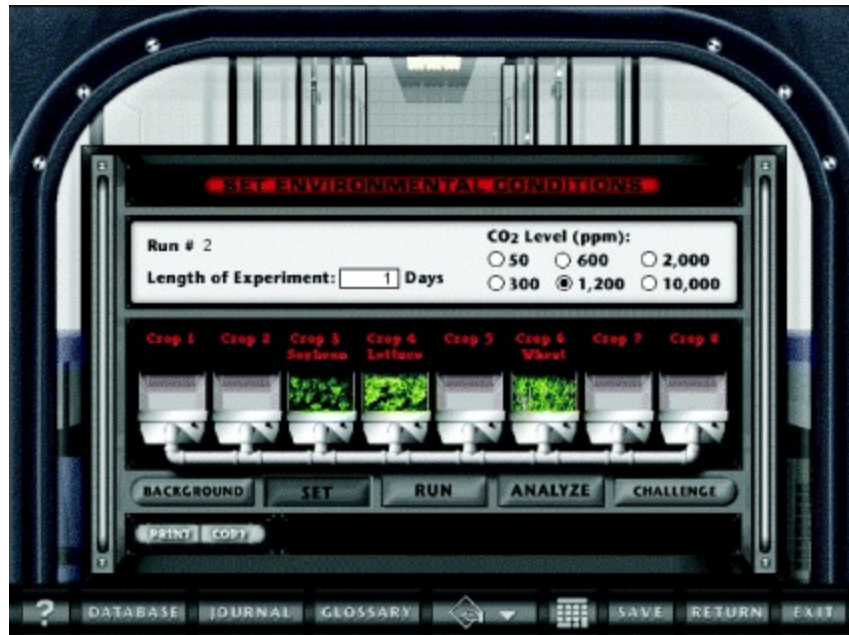 SET ENVIRONMENTAL CONDITIONS
Run # 2
Length of Experiment: 1 Days
CO2 Level (ppm):
50 600 2,000
300 1,200 10,000
Crop 1 Crop 2 Crop 3 Crop 4 Crop 5 Crop 6 Crop 7 Crop 8
Soybean Lettuce Wheat
BACKGROUND SET RUN ANALYZE CHALLENGE
PRINT COPY
? DATABASE JOURNAL GLOSSARY SAVE RETURN EXIT